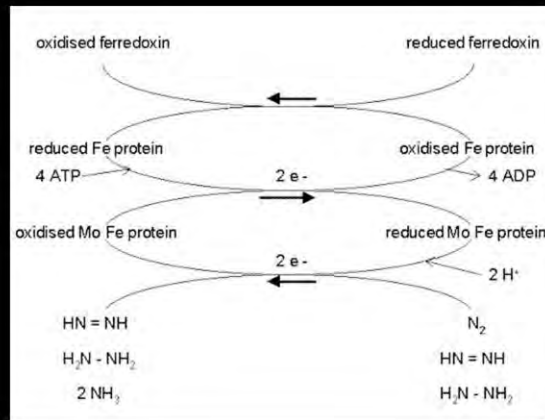 oxidised ferredoxin
reduced ferredoxin
reduced Fe protein
oxidised Fe protein
4 ATP
2 e -
4 ADP
oxidised Mo Fe protein
reduced Mo Fe protein
2 e -
2 H⁺
HN = NH
N₂
H₂N - NH₂
HN = NH
2 NH₃
H₂N - NH₂